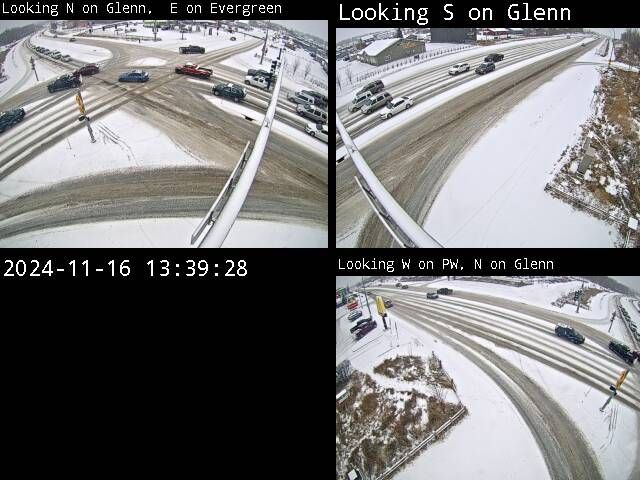 Looking N on Glenn,  E on Evergreen
Looking S on Glenn
2024-11-16 13:39:28
Looking W on PW, N on Glenn